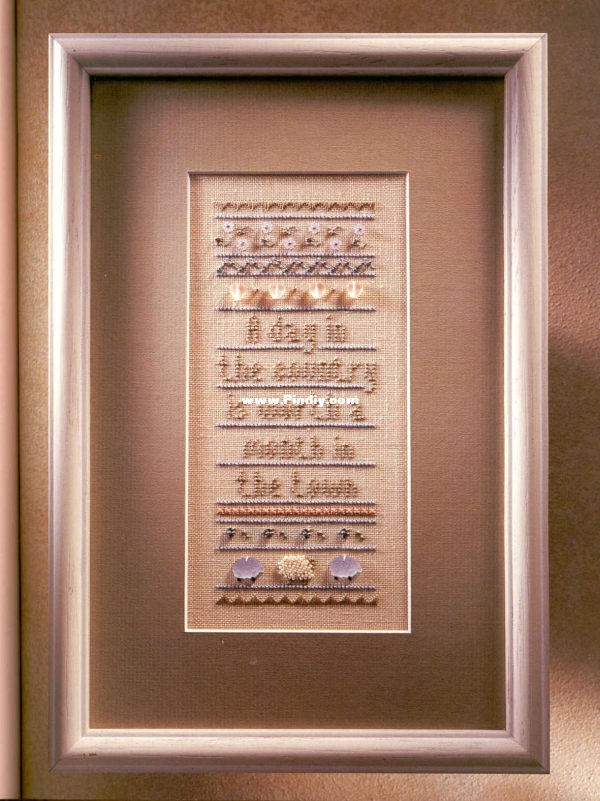 A day in
the country
is worth a
www.Pindiy.com
month in
the town